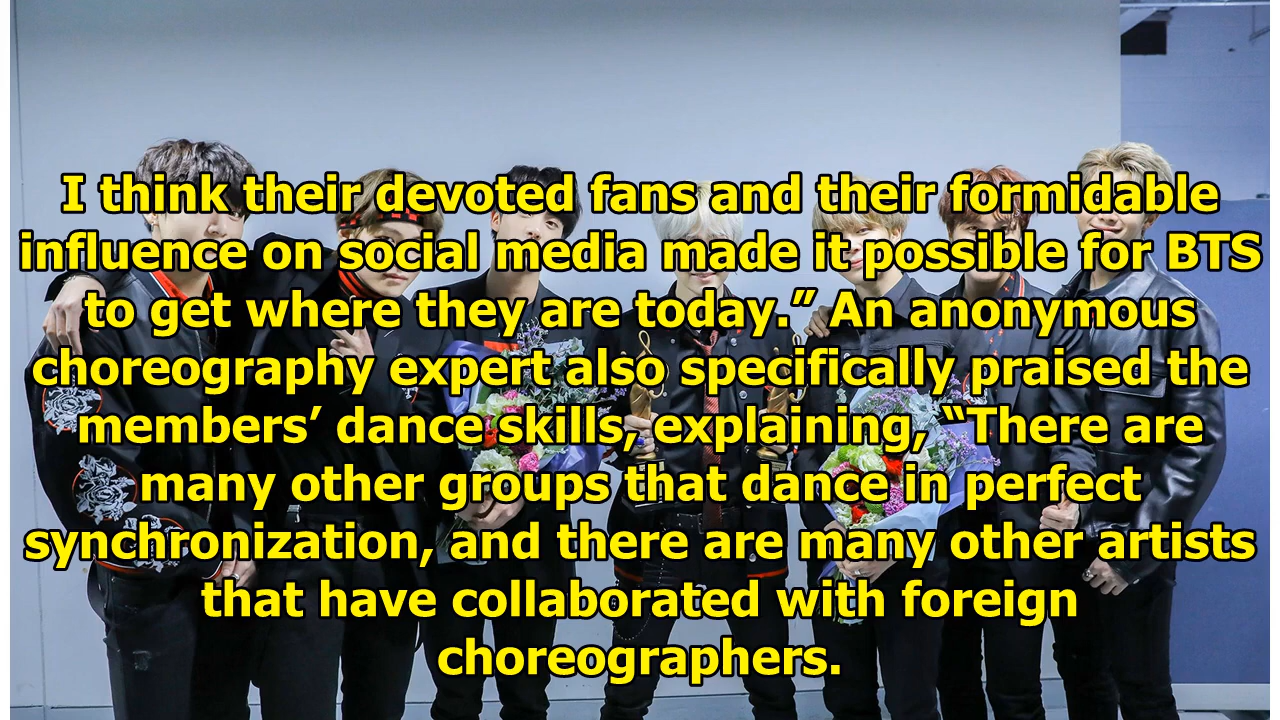 I think their devoted fans and their formidable
influence on social media made it possible for BTS
to get where they are today.” An anonymous
choreography expert also specifically praised the
members’ dance skills, explaining, “There are
many other groups that dance in perfect
synchronization, and there are many other artists
that have collaborated with foreign
choreographers.